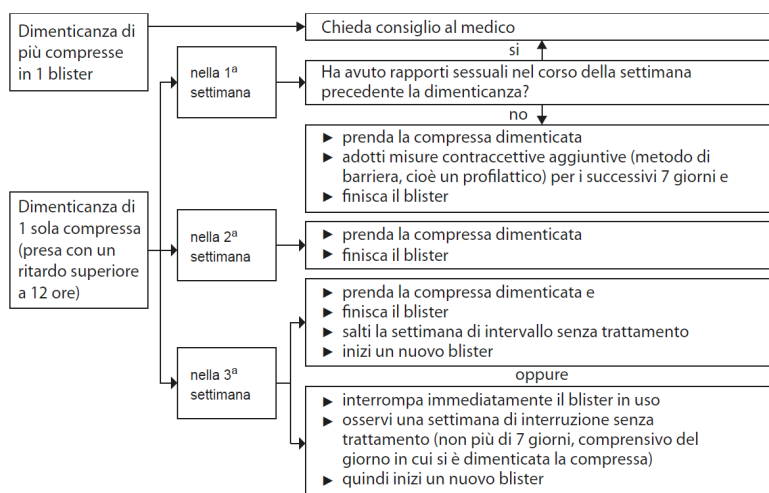 Dimenticanza di
più compresse
in 1 blister
Chieda consiglio al medico
si
nella 1ª
settimana
Ha avuto rapporti sessuali nel corso della settimana
precedente la dimenticanza?
no
► prenda la compressa dimenticata
► adotti misure contraccettive aggiuntive (metodo di
barriera, cioè un profilattico) per i successivi 7 giorni e
► finisca il blister
Dimenticanza di
1 sola compressa
(presa con un
ritardo superiore
a 12 ore)
nella 2ª
settimana
► prenda la compressa dimenticata
► finisca il blister
nella 3ª
settimana
► prenda la compressa dimenticata e
► finisca il blister
► salti la settimana di intervallo senza trattamento
► inizi un nuovo blister
oppure
► interrompa immediatamente il blister in uso
► osservi una settimana di interruzione senza
trattamento (non più di 7 giorni, comprensivo del
giorno in cui si è dimenticata la compressa)
► quindi inizi un nuovo blister